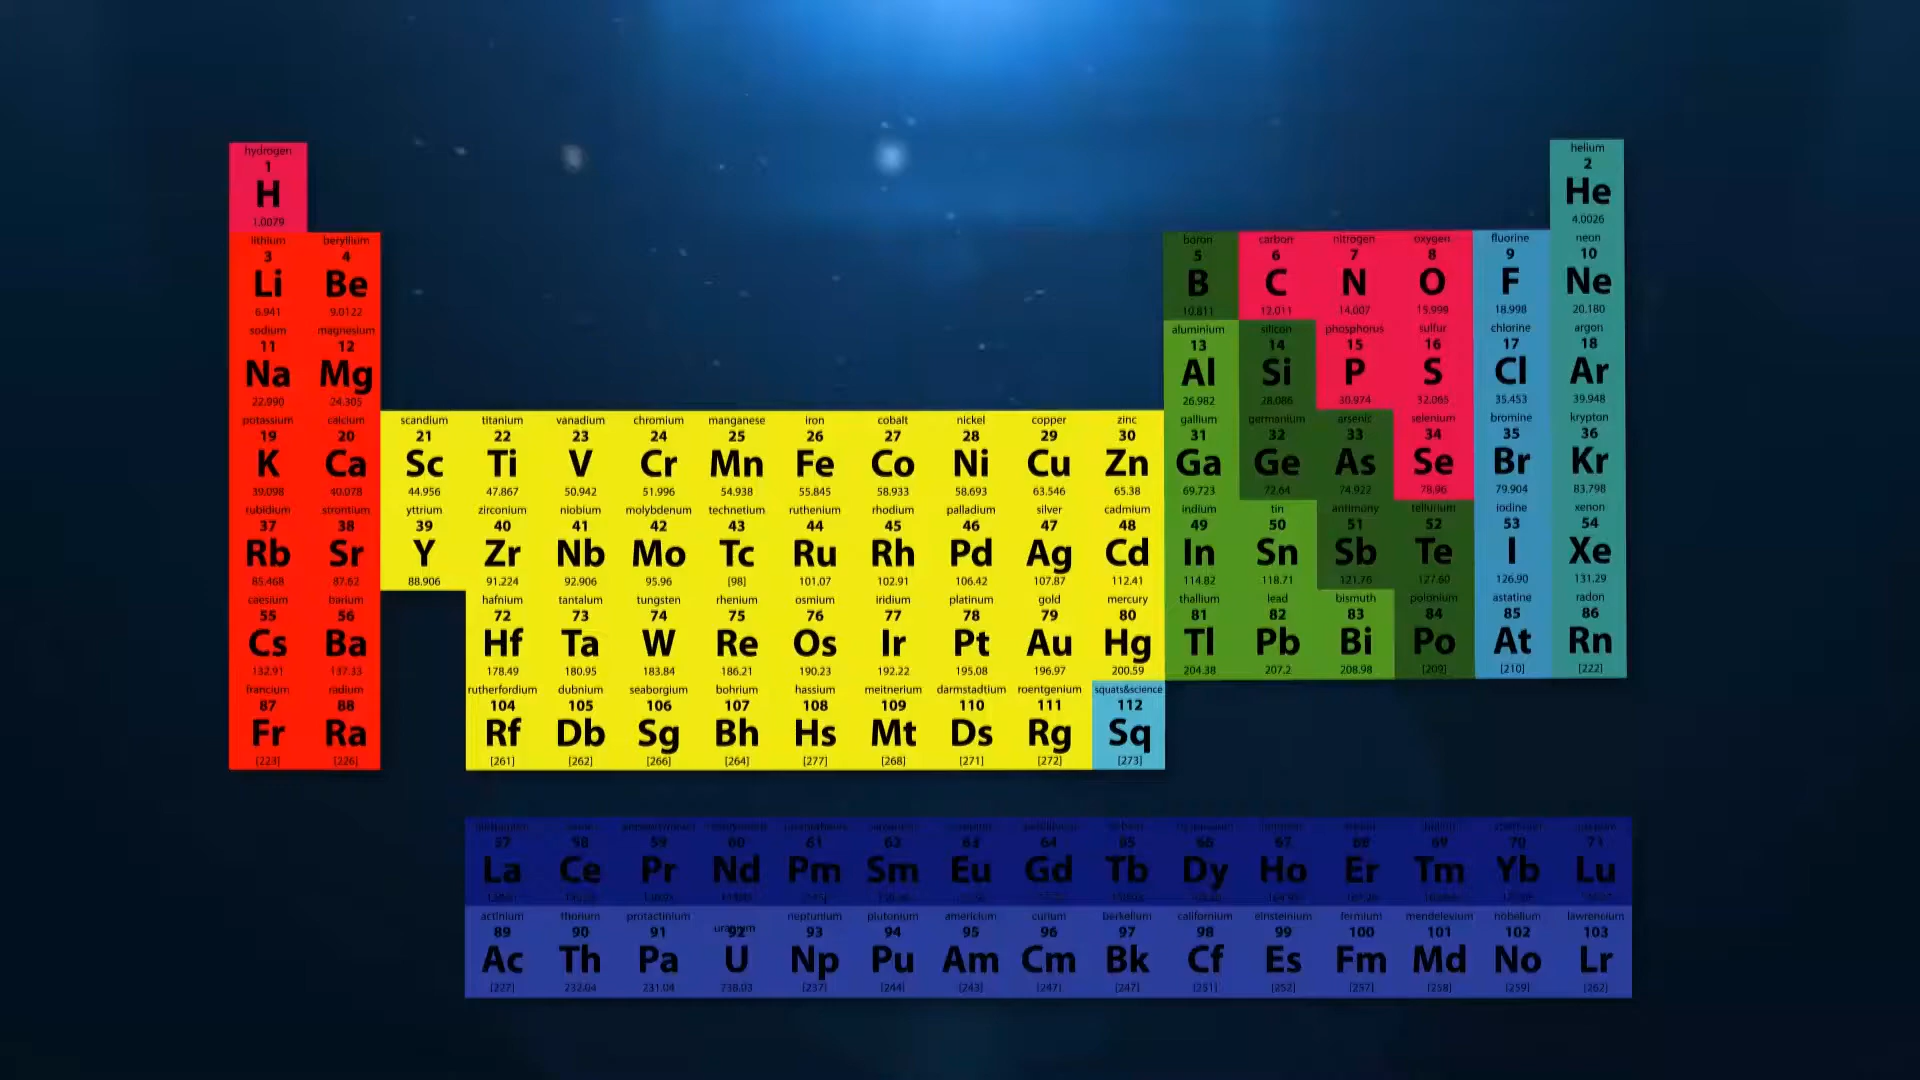 hydrogen helium
1 2
H He
1.0079 4.0026
lithium beryllium boron carbon nitrogen oxygen fluorine neon
3 4 5 6 7 8 9 10
Li Be B C N O F Ne
6.941 9.0122 10.811 12.011 14.007 15.999 18.998 20.180
sodium magnesium aluminium silicon phosphorus sulfur chlorine argon
11 12 13 14 15 16 17 18
Na Mg Al Si P S Cl Ar
22.990 24.305 26.982 28.086 30.974 32.065 35.453 39.948
potassium calcium scandium titanium vanadium chromium manganese iron cobalt nickel copper zinc gallium germanium arsenic selenium bromine krypton
19 20 21 22 23 24 25 26 27 28 29 30 31 32 33 34 35 36
K Ca Sc Ti V Cr Mn Fe Co Ni Cu Zn Ga Ge As Se Br Kr
39.098 40.078 44.956 47.867 50.942 51.996 54.938 55.845 58.933 58.693 63.546 65.38 69.723 72.64 74.922 78.96 79.904 83.798
rubidium strontium yttrium zirconium niobium molybdenum technetium ruthenium rhodium palladium silver cadmium indium tin antimony tellurium iodine xenon
37 38 39 40 41 42 43 44 45 46 47 48 49 50 51 52 53 54
Rb Sr Y Zr Nb Mo Tc Ru Rh Pd Ag Cd In Sn Sb Te I Xe
85.468 87.62 88.906 91.224 92.906 95.96 [98] 101.07 102.91 106.42 107.87 112.41 114.82 118.71 121.76 127.60 126.90 131.29
caesium barium hafnium tantalum tungsten rhenium osmium iridium platinum gold mercury thallium lead bismuth polonium astatine radon
55 56 72 73 74 75 76 77 78 79 80 81 82 83 84 85 86
Cs Ba Hf Ta W Re Os Ir Pt Au Hg Tl Pb Bi Po At Rn
132.91 137.33 178.49 180.95 183.84 186.21 190.23 192.22 195.08 196.97 200.59 204.38 207.2 208.98 [209] [210] [222]
francium radium rutherfordium dubnium seaborgium bohrium hassium meitnerium darmstadtium roentgenium squats&science
87 88 104 105 106 107 108 109 110 111 112
Fr Ra Rf Db Sg Bh Hs Mt Ds Rg Sq
[223] [226] [261] [262] [266] [264] [277] [268] [271] [272] [273]
57 58 59 60 61 62 63 64 65 66 67 68 69 70 71
La Ce Pr Nd Pm Sm Eu Gd Tb Dy Ho Er Tm Yb Lu
actinium thorium protactinium uranium neptunium plutonium americium curium berkelium californium einsteinium fermium mendelevium nobelium lawrencium
89 90 91 92 93 94 95 96 97 98 99 100 101 102 103
Ac Th Pa U Np Pu Am Cm Bk Cf Es Fm Md No Lr
[227] 232.04 231.04 238.03 [237] [244] [243] [247] [247] [251] [252] [257] [258] [259] [262]